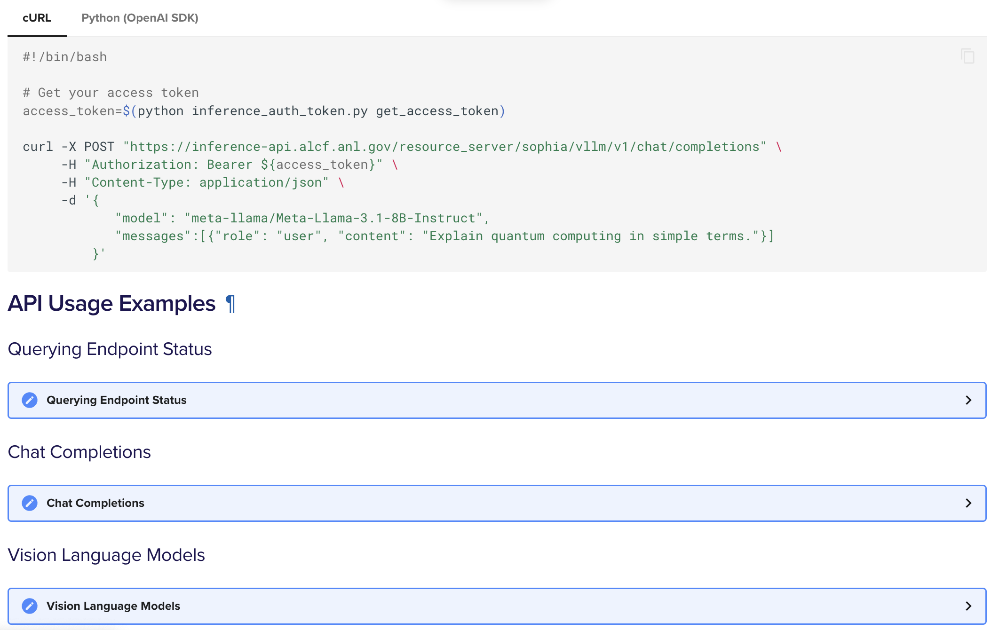 cURL Python (OpenAI SDK)
#!/bin/bash
# Get your access token
access_token=$(python inference_auth_token.py get_access_token)
curl -X POST "https://inference-api.alcf.anl.gov/resource_server/sophia/vllm/v1/chat/completions" \
-H "Authorization: Bearer ${access_token}" \
-H "Content-Type: application/json" \
-d '{
"model": "meta-llama/Meta-Llama-3.1-8B-Instruct",
"messages":[{"role": "user", "content": "Explain quantum computing in simple terms."}]
}'
API Usage Examples ¶
Querying Endpoint Status
Querying Endpoint Status
Chat Completions
Chat Completions
Vision Language Models
Vision Language Models